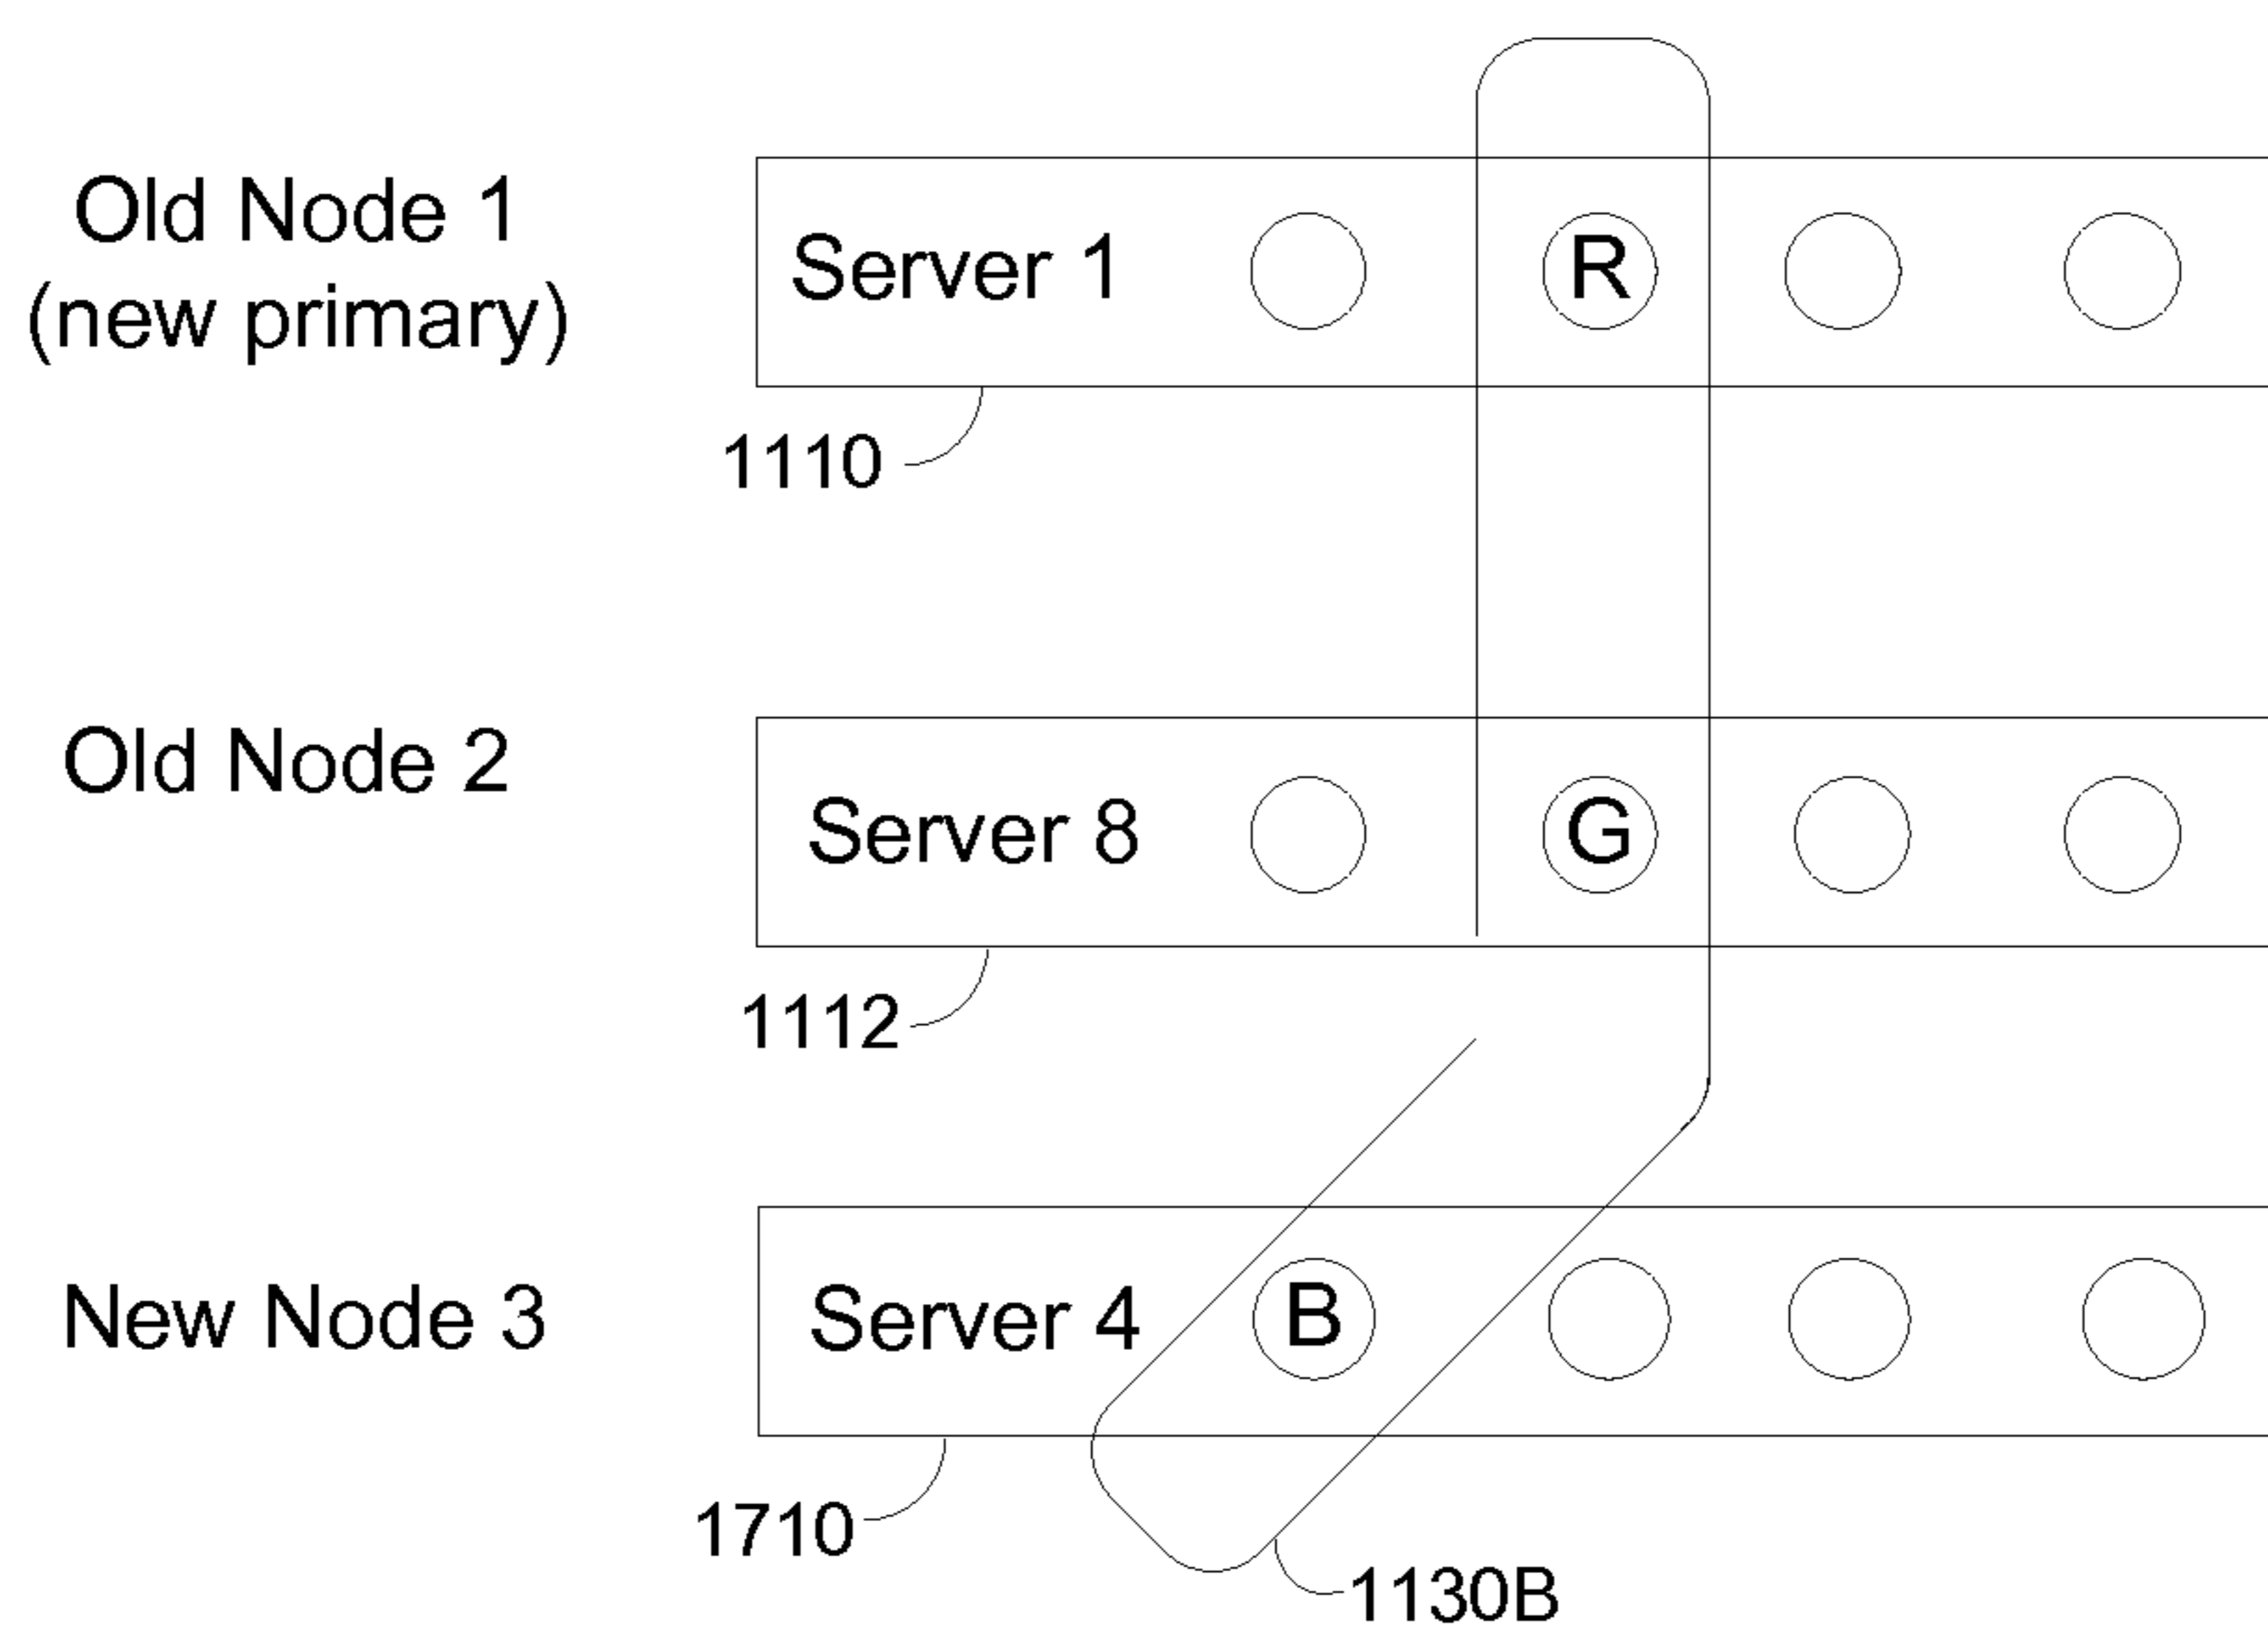 Old Node 1
(new primary)
Server 1
R
1110
Old Node 2
Server 8
G
1112
New Node 3
Server 4
B
1710
1130B